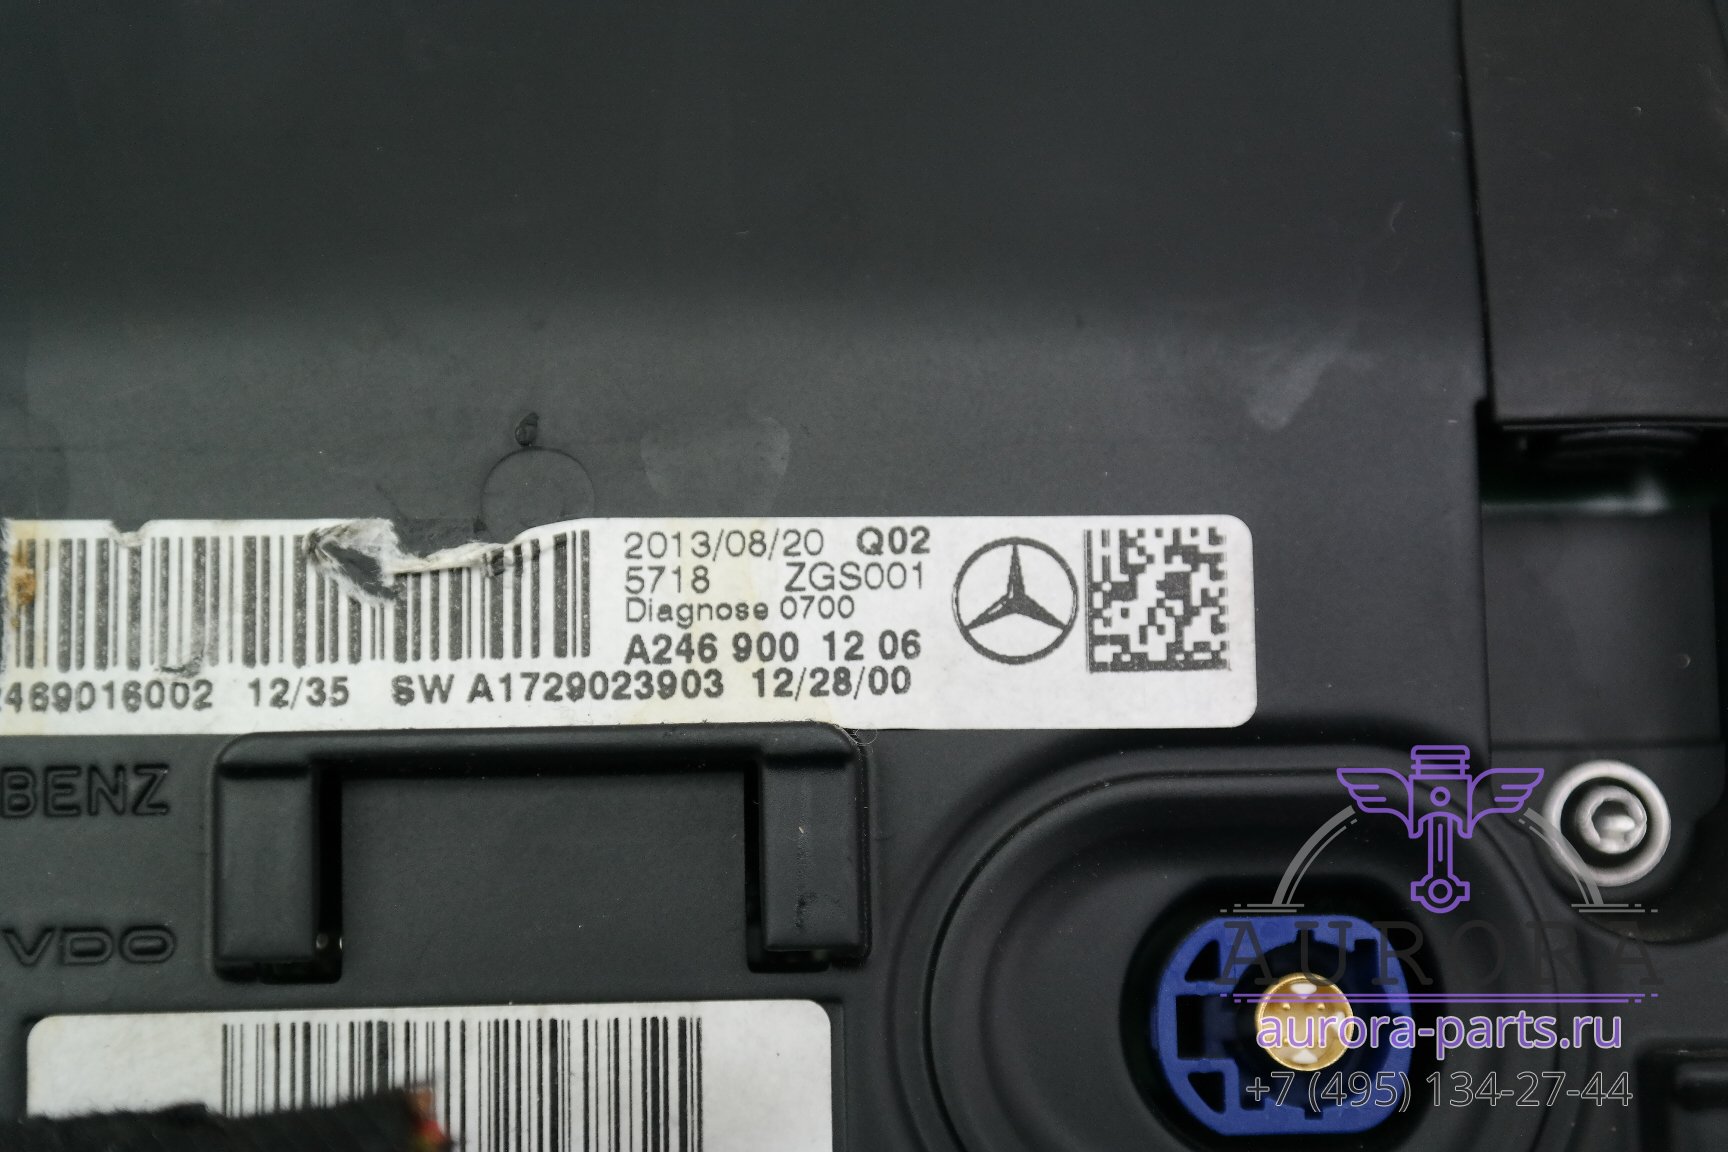 2013/08/20 Q02
5718 ZGS001
Diagnose 0700
A246 900 12 06
469016002 12/35 SW A1729023903 12/28/00
BENZ
VDO
AURORA
aurora-parts.ru
+7 (495) 134-27-44